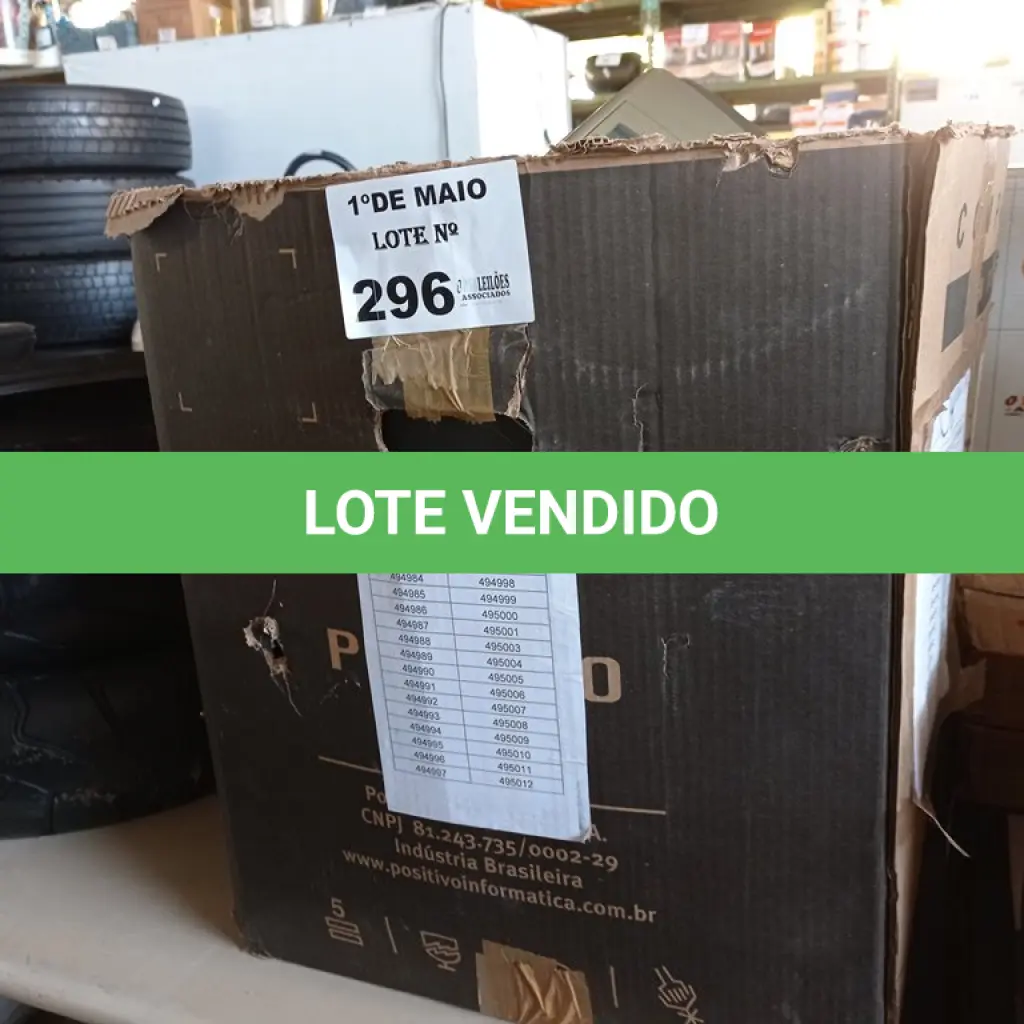 1ºDE MAIO
LOTE Nº
296
LEILÕES
ASSOCIADOS
LOTE VENDIDO
494984 494998
494985 494999
494986 495000
494987 495001
494988 495003
494989 495004
494990 495005
494991 495006
494992 495007
494993 495008
494994 495009
494995 495010
494996 495011
494997 495012
P O
Po A.
CNPJ 81.243.735/0002-29
Indústria Brasileira
www.positivoinformatica.com.br
5